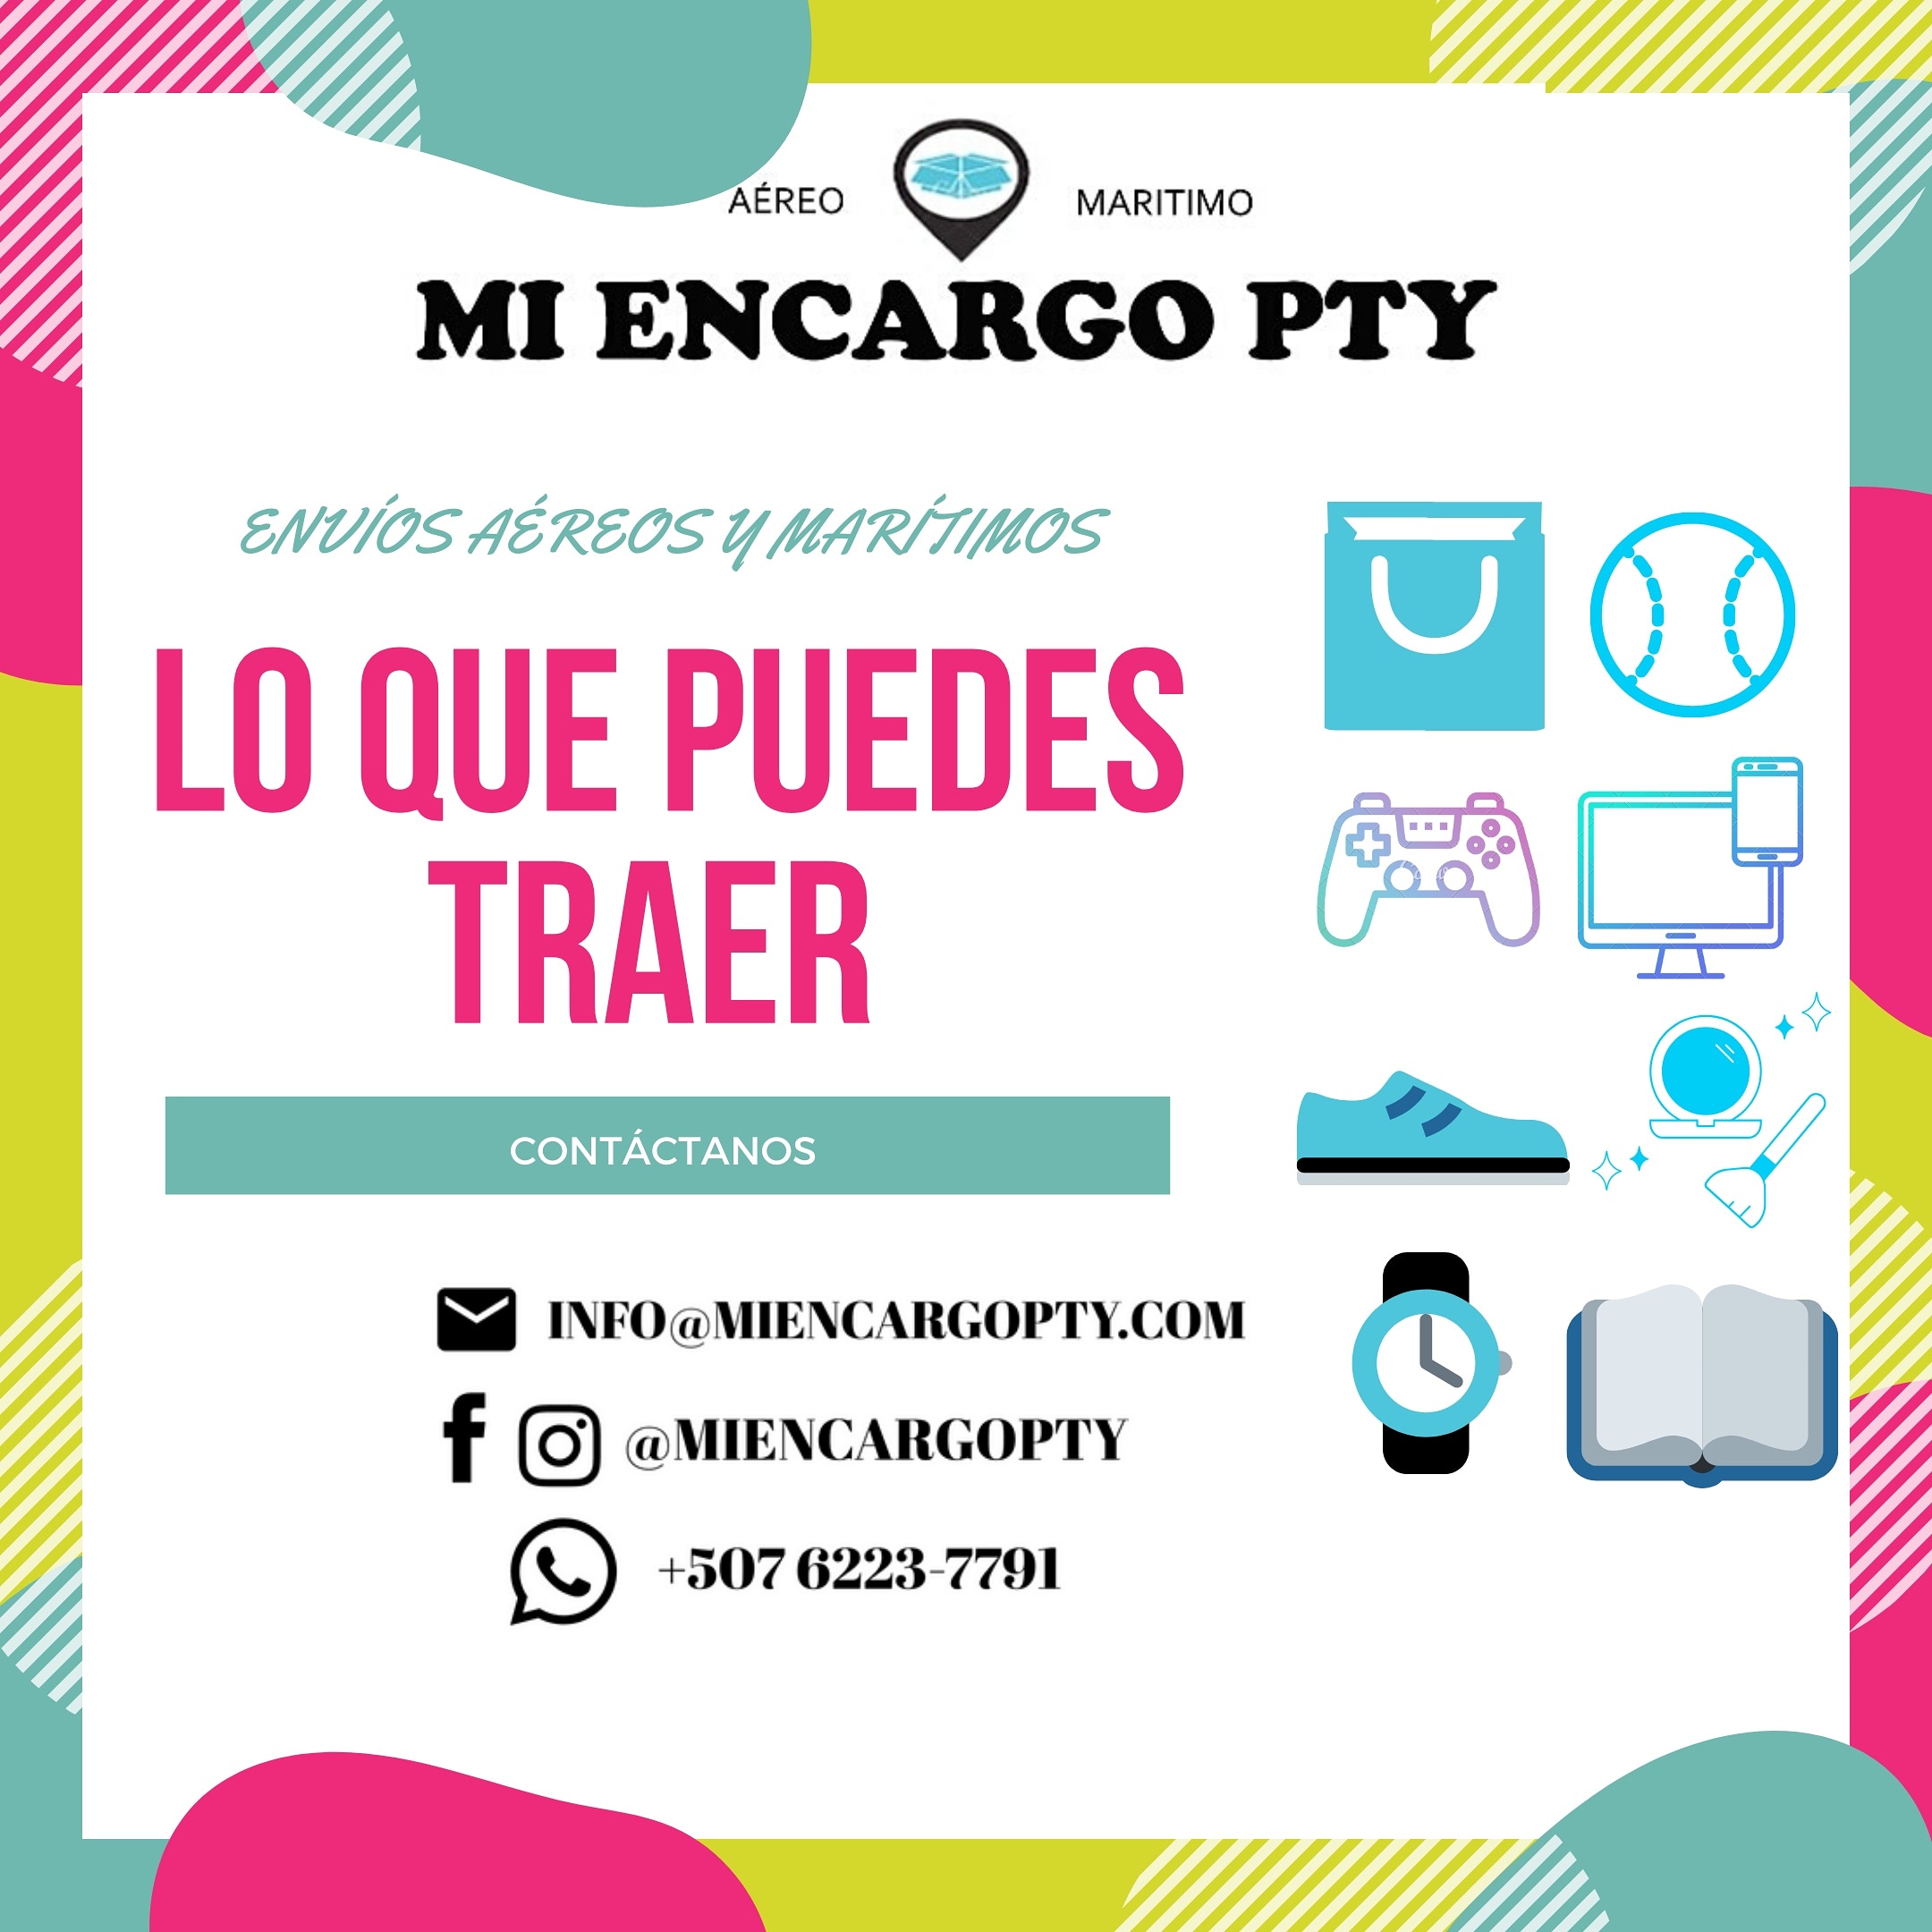 AÉREO
MARITIMO
MI ENCARGO PTY
ENVÍOS AÉREOS Y MARÍTIMOS
LO QUE PUEDES
TRAER
CONTÁCTANOS
INFO@MIENCARGOPTY.COM
@MIENCARGOPTY
+507 6223-7791